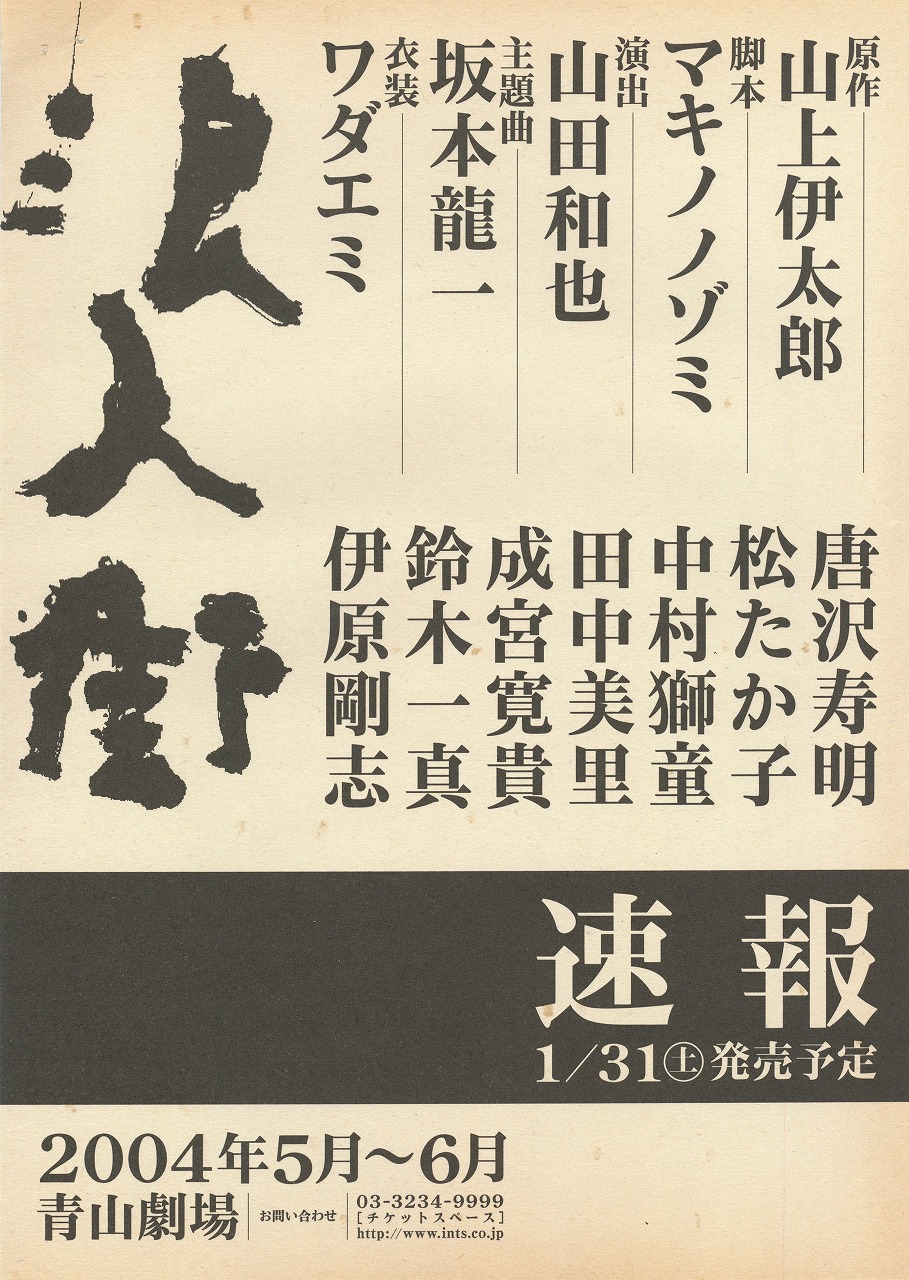 原作
山上伊太郎
脚本
マキノノゾミ
演出
山田和也
主題曲
坂本龍一
衣装
ワダエミ
唐沢寿明
松たか子
中村獅童
田中美里
成宮寛貴
鈴木一真
伊原剛志
浪人街
速報
1/31㊏発売予定
2004年5月〜6月
青山劇場
お問い合わせ
03-3234-9999
[チケットスペース]
http://www.ints.co.jp